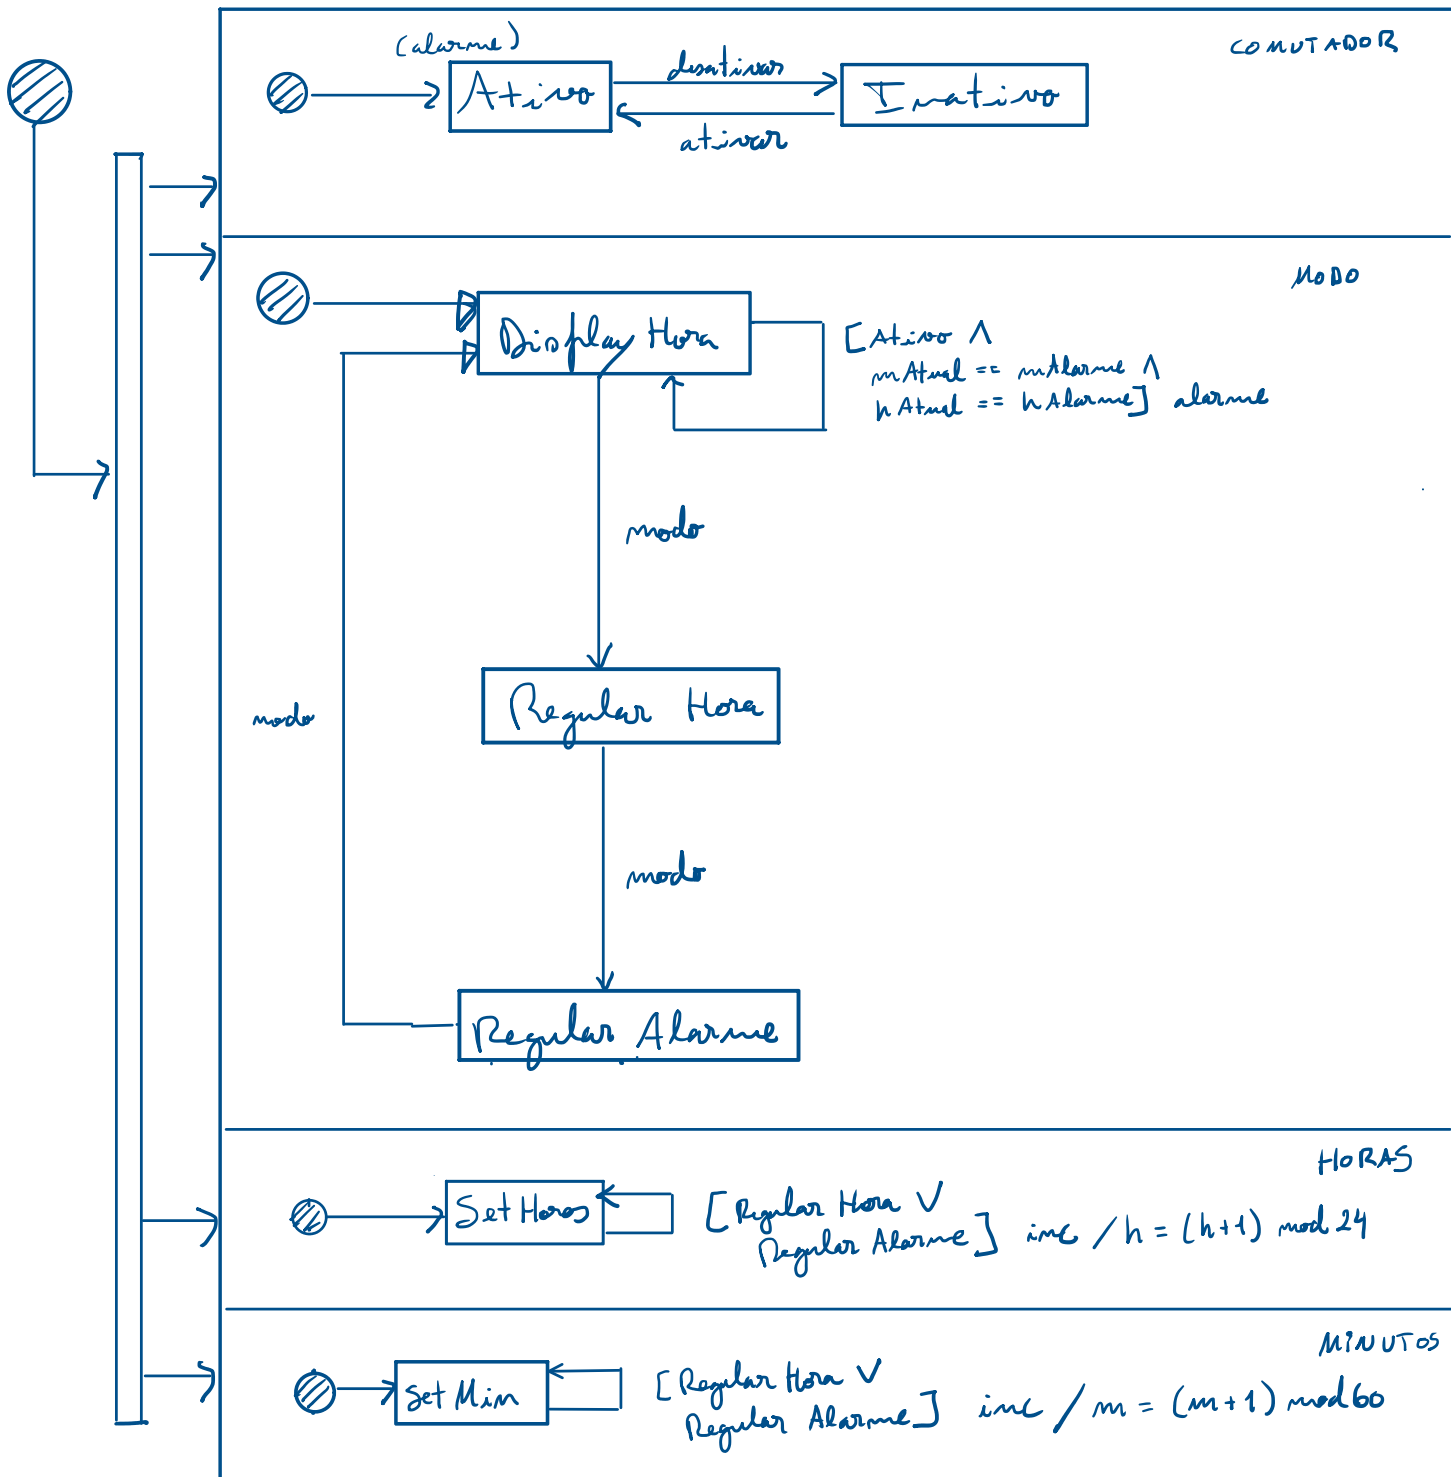 COMUTADOR
(alarme)
Ativo
desativar
Inativo
ativar
MODO
Display Hora
[Ativo ∧
mAtual == mAlarme ∧
hAtual == hAlarme] alarme
modo
Regular Hora
modo
modo
Regular Alarme
HORAS
Set Horas
[Regular Hora ∨
Regular Alarme] inc / h = (h+1) mod 24
MINUTOS
Set Min
[Regular Hora ∨
Regular Alarme] inc / m = (m+1) mod 60